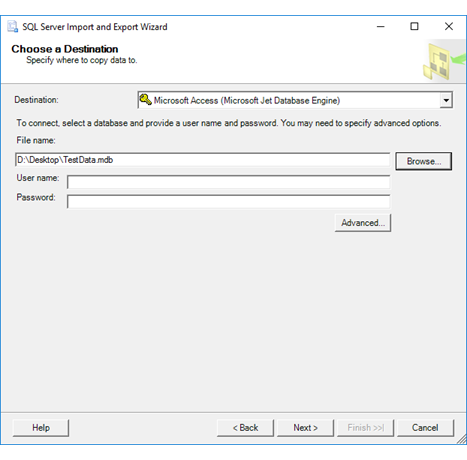 SQL Server Import and Export Wizard
Choose a Destination
Specify where to copy data to.
Destination: Microsoft Access (Microsoft Jet Database Engine)
To connect, select a database and provide a user name and password. You may need to specify advanced options.
File name:
D:\Desktop\TestData.mdb Browse...
User name:
Password:
Advanced...
Help < Back Next > Finish >>| Cancel